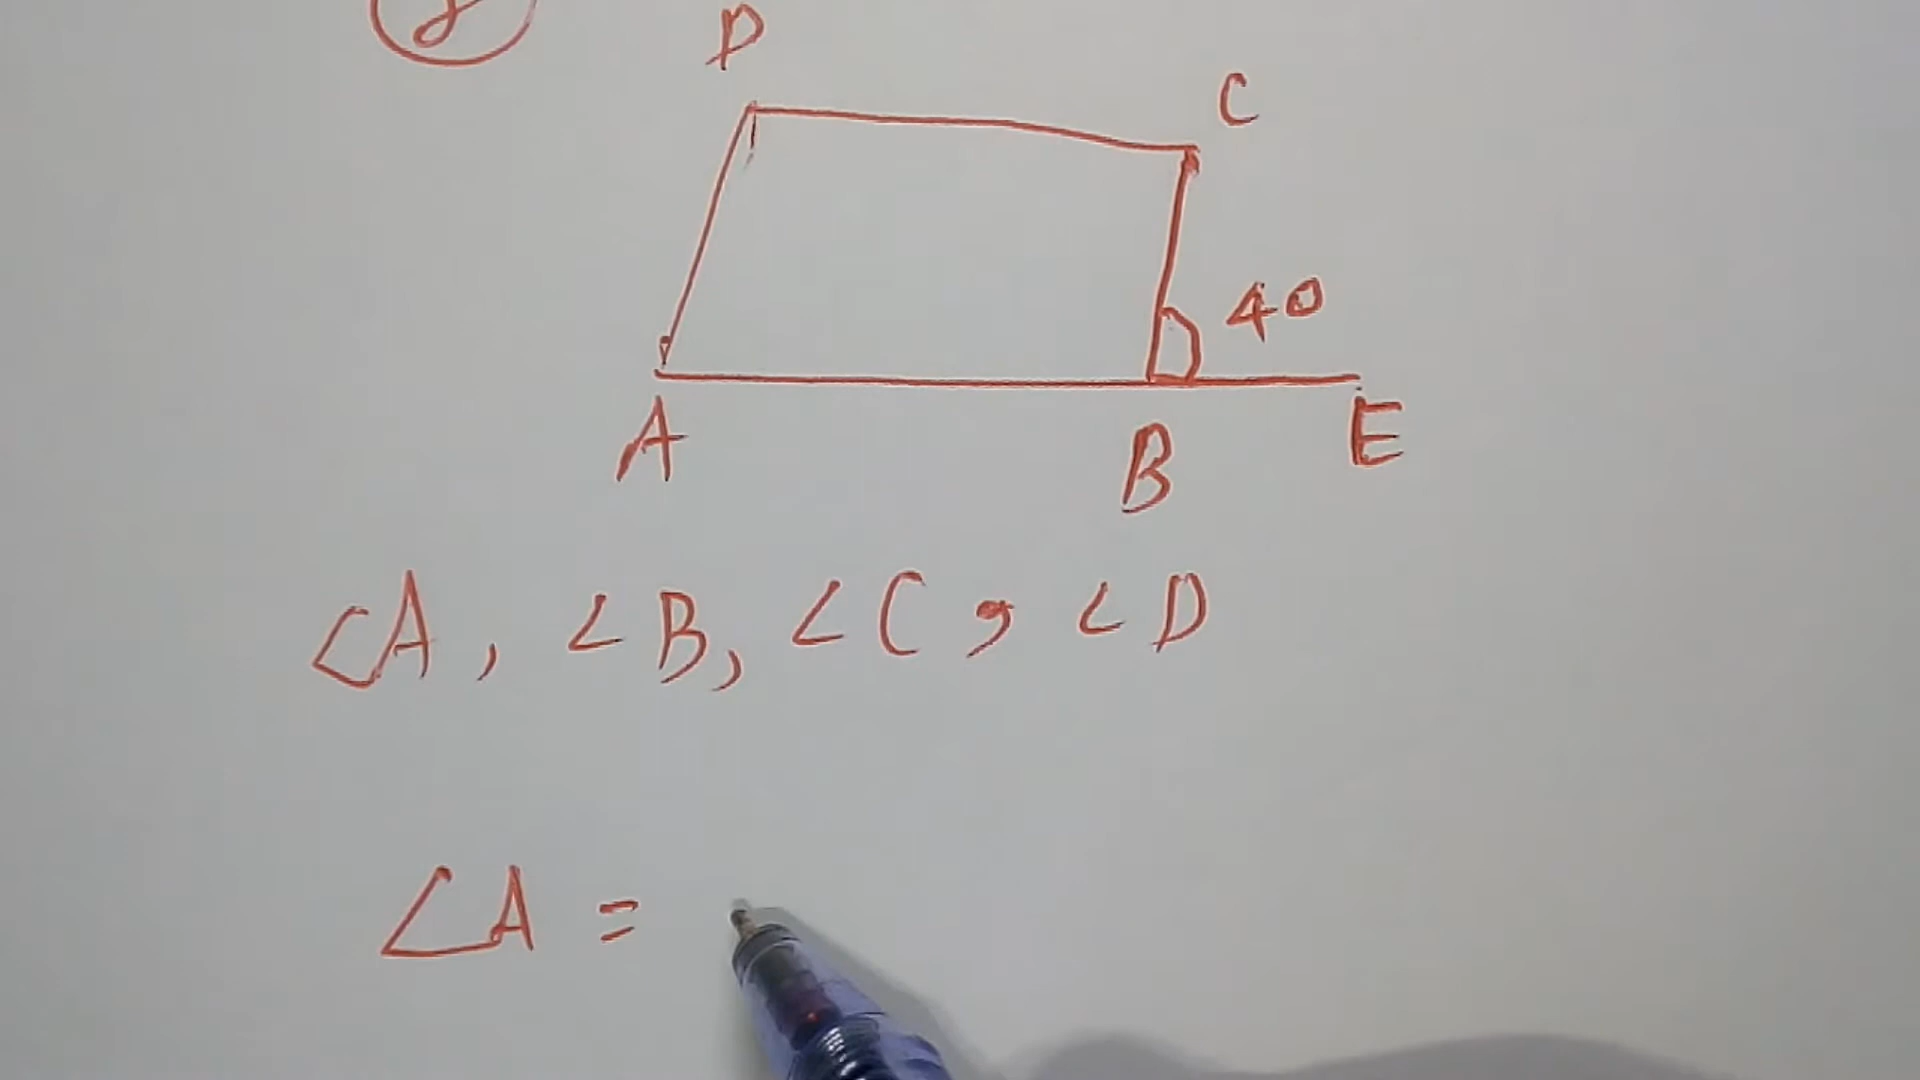 D
C
40
A B E
∠A, ∠B, ∠C, ∠D
∠A =